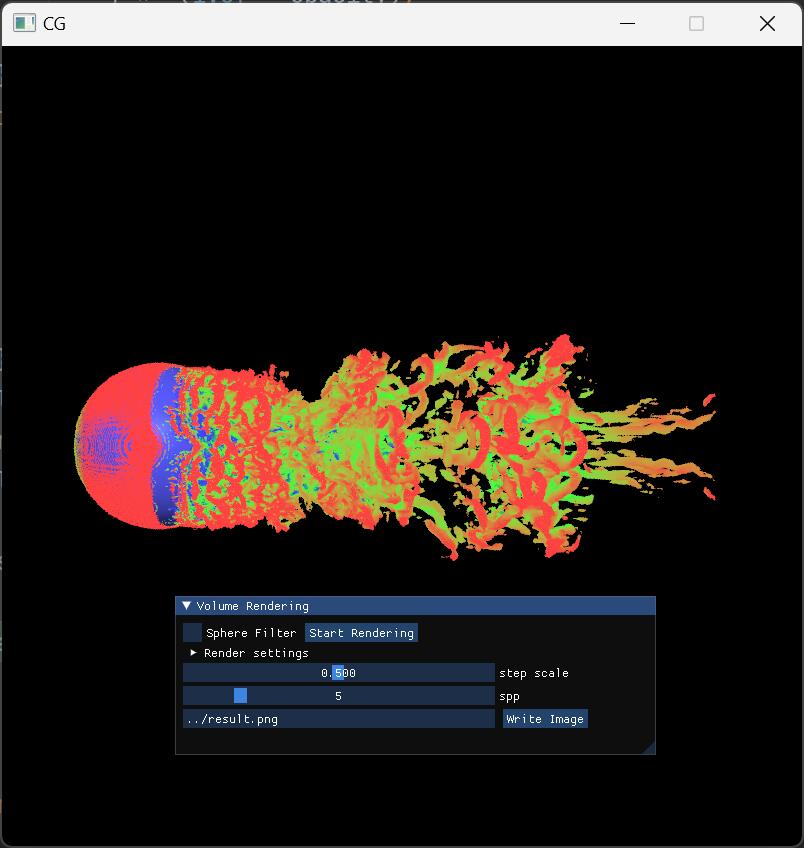 CG
Volume Rendering
Sphere Filter Start Rendering
Render settings
0.500 step scale
5 spp
../result.png Write Image